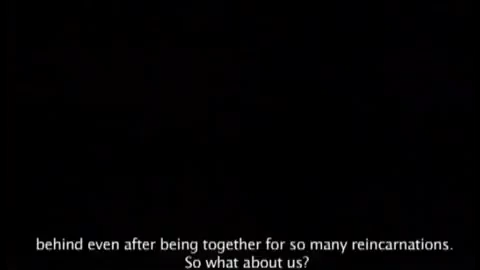 behind even after being together for so many reincarnations.
So what about us?